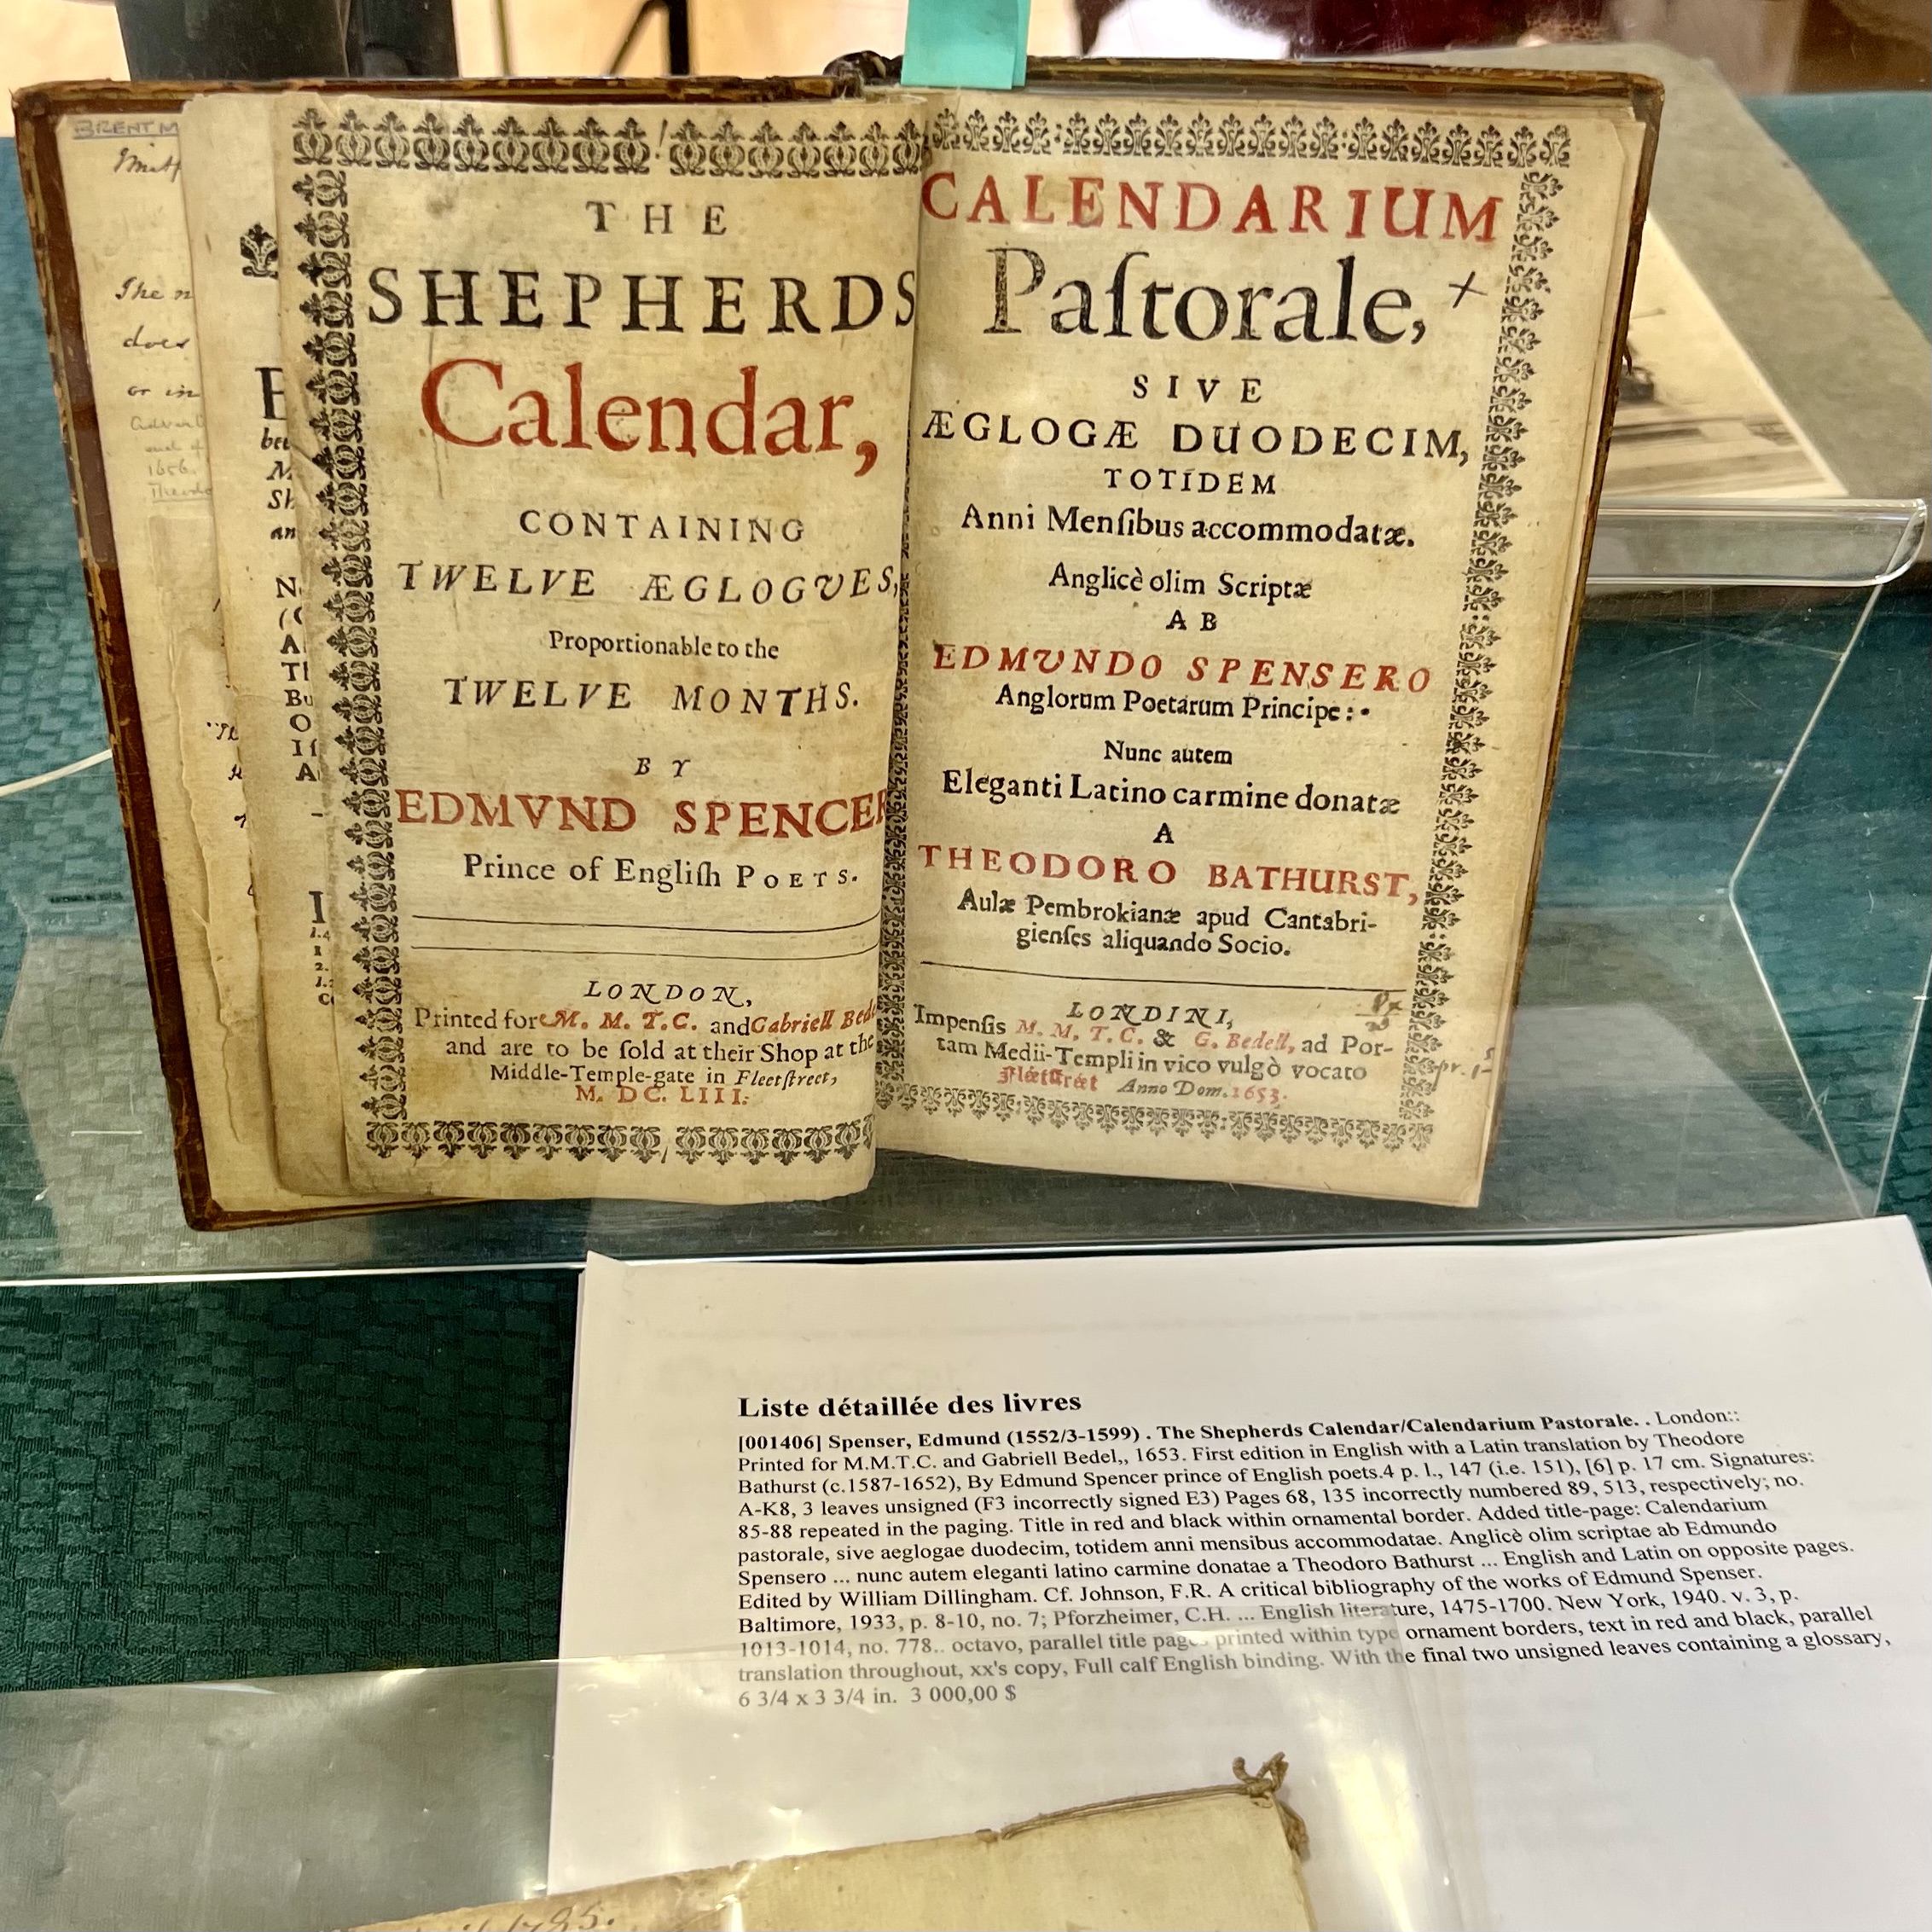 BRENT M
The n
does
or in
1656.
THE
SHEPHERDS
Calendar,
CONTAINING
TWELVE ÆGLOGVES,
Proportionable to the
TWELVE MONTHS.
BY
EDMVND SPENCER
Prince of Engliſh POETS.
LONDON,
Printed for M. M. T. C. and Gabriell Bede
and are to be ſold at their Shop at the
Middle-Temple-gate in Fleetſtreet,
M. DC. LIII.
CALENDARIUM
Paſtorale,
SIVE
ÆGLOGÆ DUODECIM,
TOTIDEM
Anni Menſibus accommodatæ.
Anglicè olim Scriptæ
AB
EDMVNDO SPENSERO
Anglorum Poetarum Principe:
Nunc autem
Eleganti Latino carmine donatæ
A
THEODORO BATHURST,
Aulæ Pembrokianæ apud Cantabri-
gienſes aliquando Socio.
LONDINI,
Impenſis M. M. T. C. & G. Bedell, ad Por-
tam Medii-Templi in vico vulgò vocato
Fleetſtreet Anno Dom. 1653.
Liste détaillée des livres
[001406] Spenser, Edmund (1552/3-1599) . The Shepherds Calendar/Calendarium Pastorale. . London::
Printed for M.M.T.C. and Gabriell Bedel,, 1653. First edition in English with a Latin translation by Theodore
Bathurst (c.1587-1652), By Edmund Spencer prince of English poets.4 p. l., 147 (i.e. 151), [6] p. 17 cm. Signatures:
A-K8, 3 leaves unsigned (F3 incorrectly signed E3) Pages 68, 135 incorrectly numbered 89, 513, respectively; no.
85-88 repeated in the paging. Title in red and black within ornamental border. Added title-page: Calendarium
pastorale, sive aeglogae duodecim, totidem anni mensibus accommodatae. Anglicè olim scriptae ab Edmundo
Spensero ... nunc autem eleganti latino carmine donatae a Theodoro Bathurst ... English and Latin on opposite pages.
Edited by William Dillingham. Cf. Johnson, F.R. A critical bibliography of the works of Edmund Spenser.
Baltimore, 1933, p. 8-10, no. 7; Pforzheimer, C.H. ... English literature, 1475-1700. New York, 1940. v. 3, p.
1013-1014, no. 778.. octavo, parallel title pages printed within type ornament borders, text in red and black, parallel
translation throughout, xx's copy, Full calf English binding. With the final two unsigned leaves containing a glossary,
6 3/4 x 3 3/4 in. 3 000,00 $
1785.